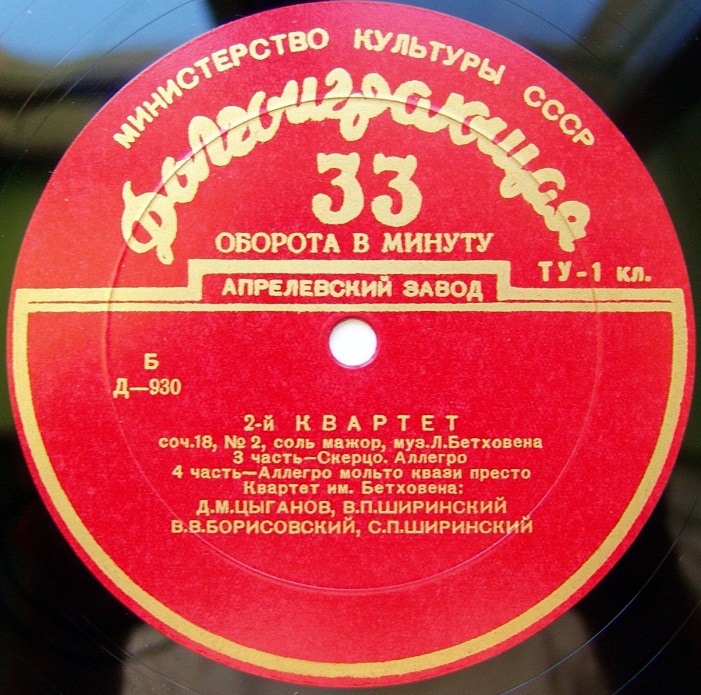 МИНИСТЕРСТВО КУЛЬТУРЫ СССР
Долгоиграющая
33
ОБОРОТА В МИНУТУ
ТУ-1 кл.
АПРЕЛЕВСКИЙ ЗАВОД
Б
Д—930
2-й КВАРТЕТ
соч.18, № 2, соль мажор, муз.Л.Бетховена
3 часть—Скерцо. Аллегро
4 часть—Аллегро мольто квази престо
Квартет им. Бетховена:
Д.М.ЦЫГАНОВ, В.П.ШИРИНСКИЙ
В.В.БОРИСОВСКИЙ, С.П.ШИРИНСКИЙ